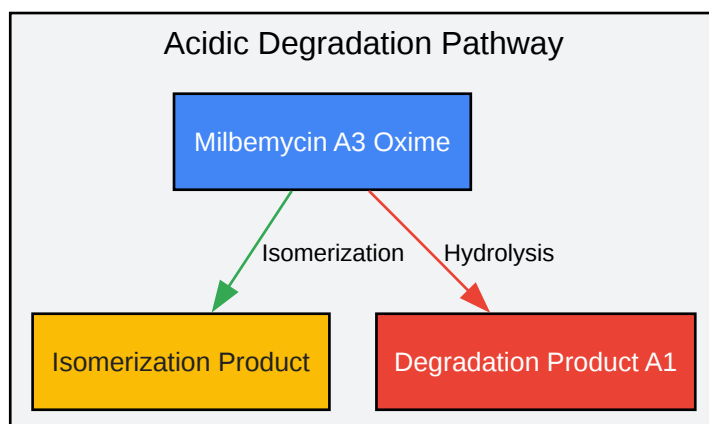 Acidic Degradation Pathway
Milbemycin A3 Oxime
Isomerization
Hydrolysis
Isomerization Product
Degradation Product A1